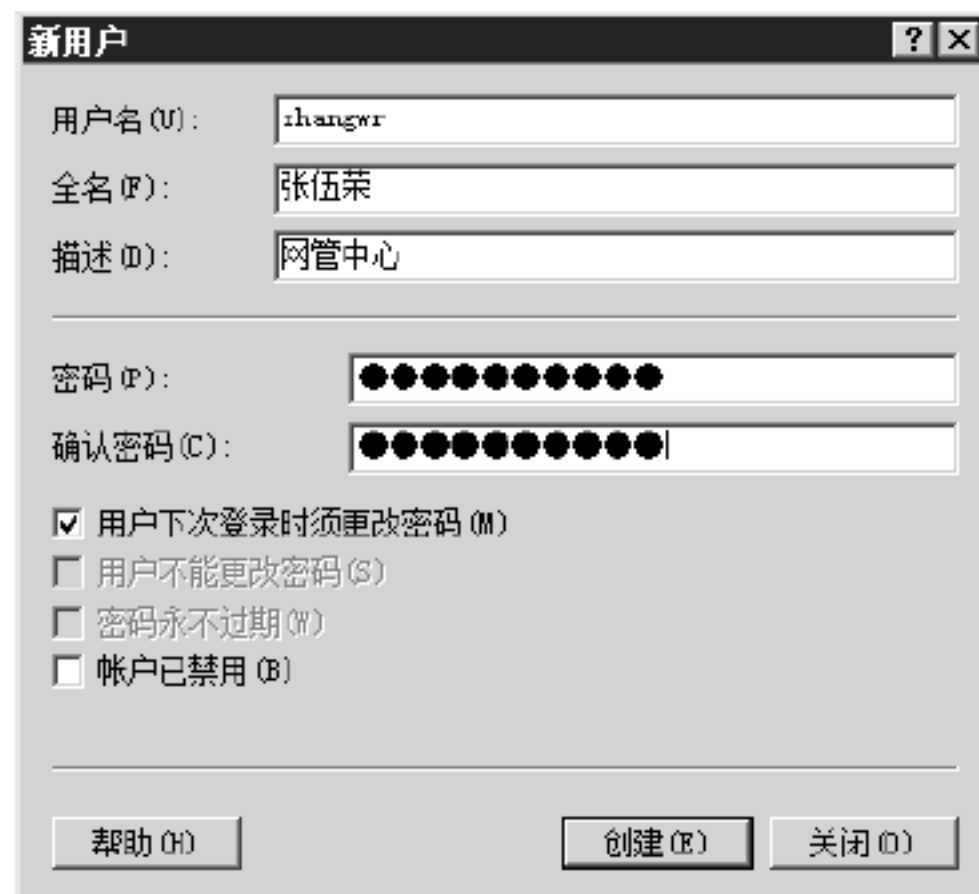 新用户
用户名(U): zhangwr
全名(F): 张伍荣
描述(D): 网管中心
密码(P): ●●●●●●●●●●
确认密码(C): ●●●●●●●●●●
用户下次登录时须更改密码(M)
用户不能更改密码(S)
密码永不过期(W)
帐户已禁用(B)
帮助(H) 创建(E) 关闭(O)